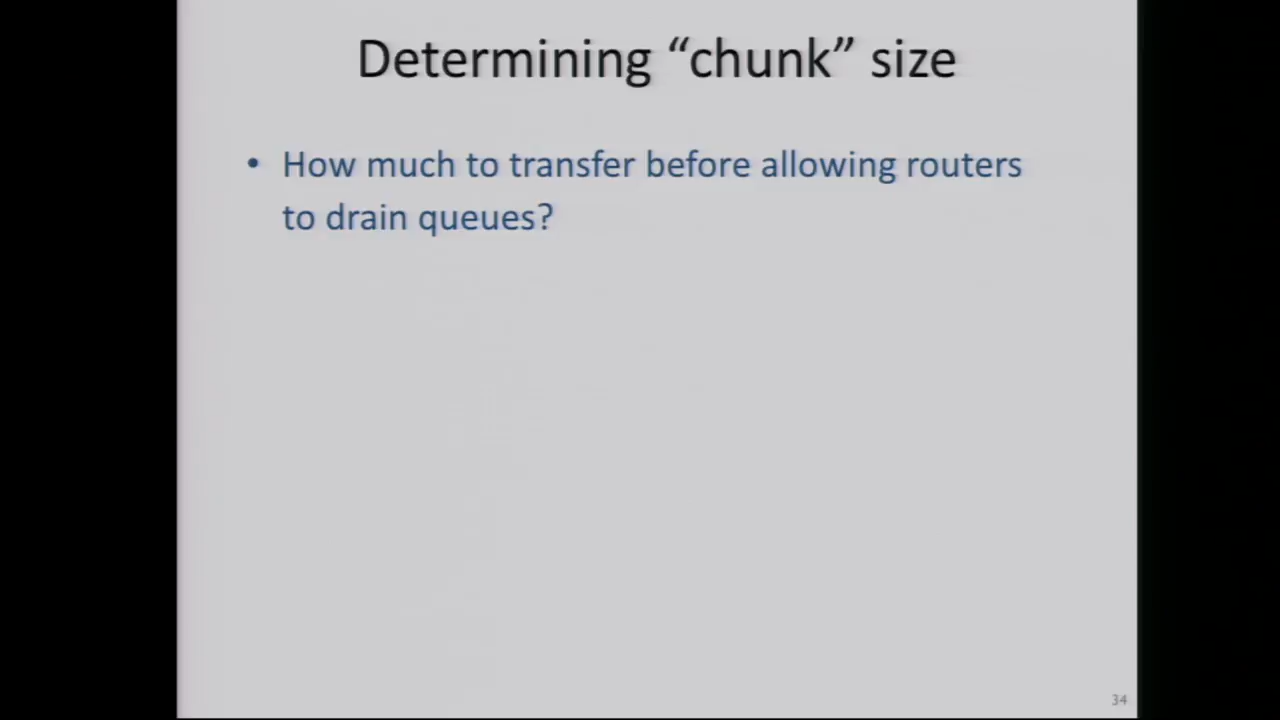 Determining “chunk” size
• How much to transfer before allowing routers
to drain queues?
34